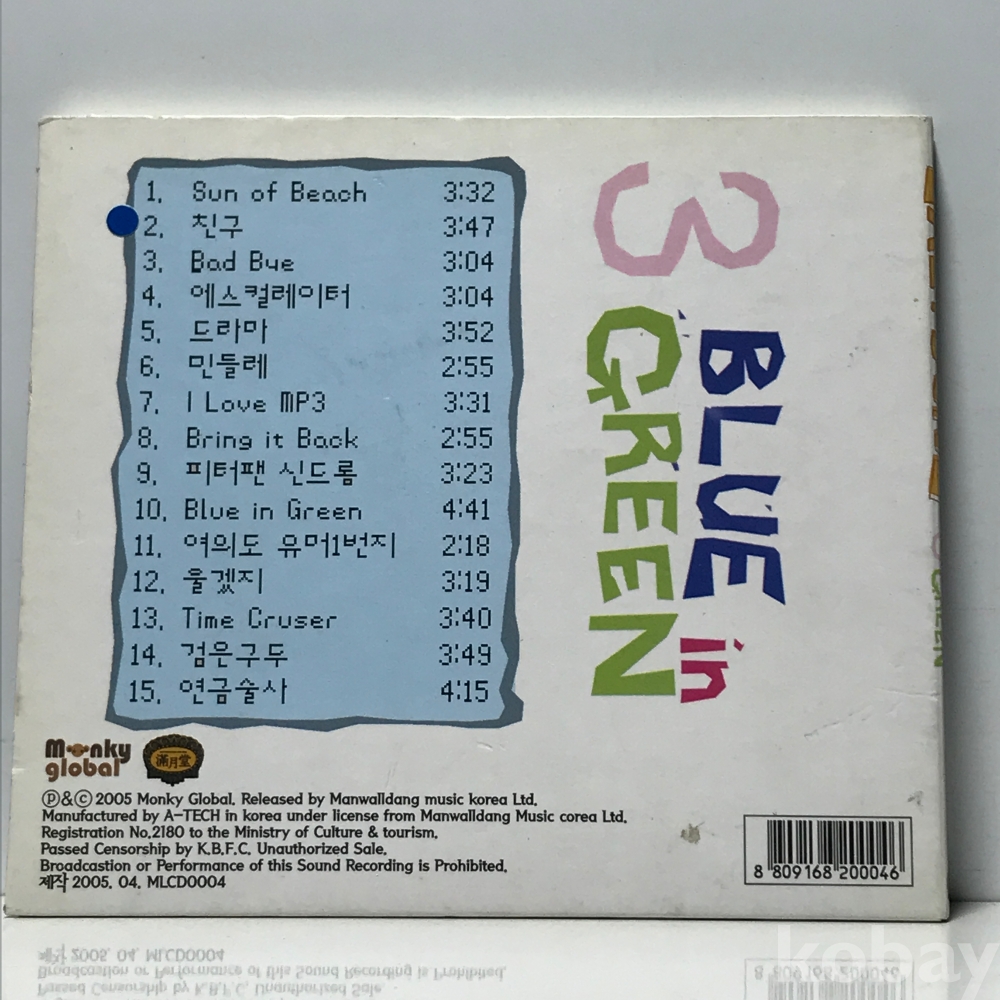 1. Sun of Beach 3:32
2. 친구 3:47
3. Bad Bye 3:04
4. 에스컬레이터 3:04
5. 드라마 3:52
6. 민들레 2:55
7. I Love MP3 3:31
8. Bring it Back 2:55
9. 피터팬 신드롬 3:23
10. Blue in Green 4:41
11. 여의도 유머1번지 2:18
12. 울겠지 3:19
13. Time Cruser 3:40
14. 검은구두 3:49
15. 연금술사 4:15
3
BLUE in
GREEN
Monky
global
滿月堂
Ⓟ&ⓒ 2005 Monky Global. Released by Manwalldang music korea Ltd.
Manufactured by A-TECH in korea under license from Manwalldang Music corea Ltd.
Registration No.2180 to the Ministry of Culture & tourism.
Passed Censorship by K.B.F.C. Unauthorized Sale.
Broadcastion or Performance of this Sound Recording is Prohibited.
제작 2005. 04. MLCD0004
8 809168 200046
GREEN
kobay